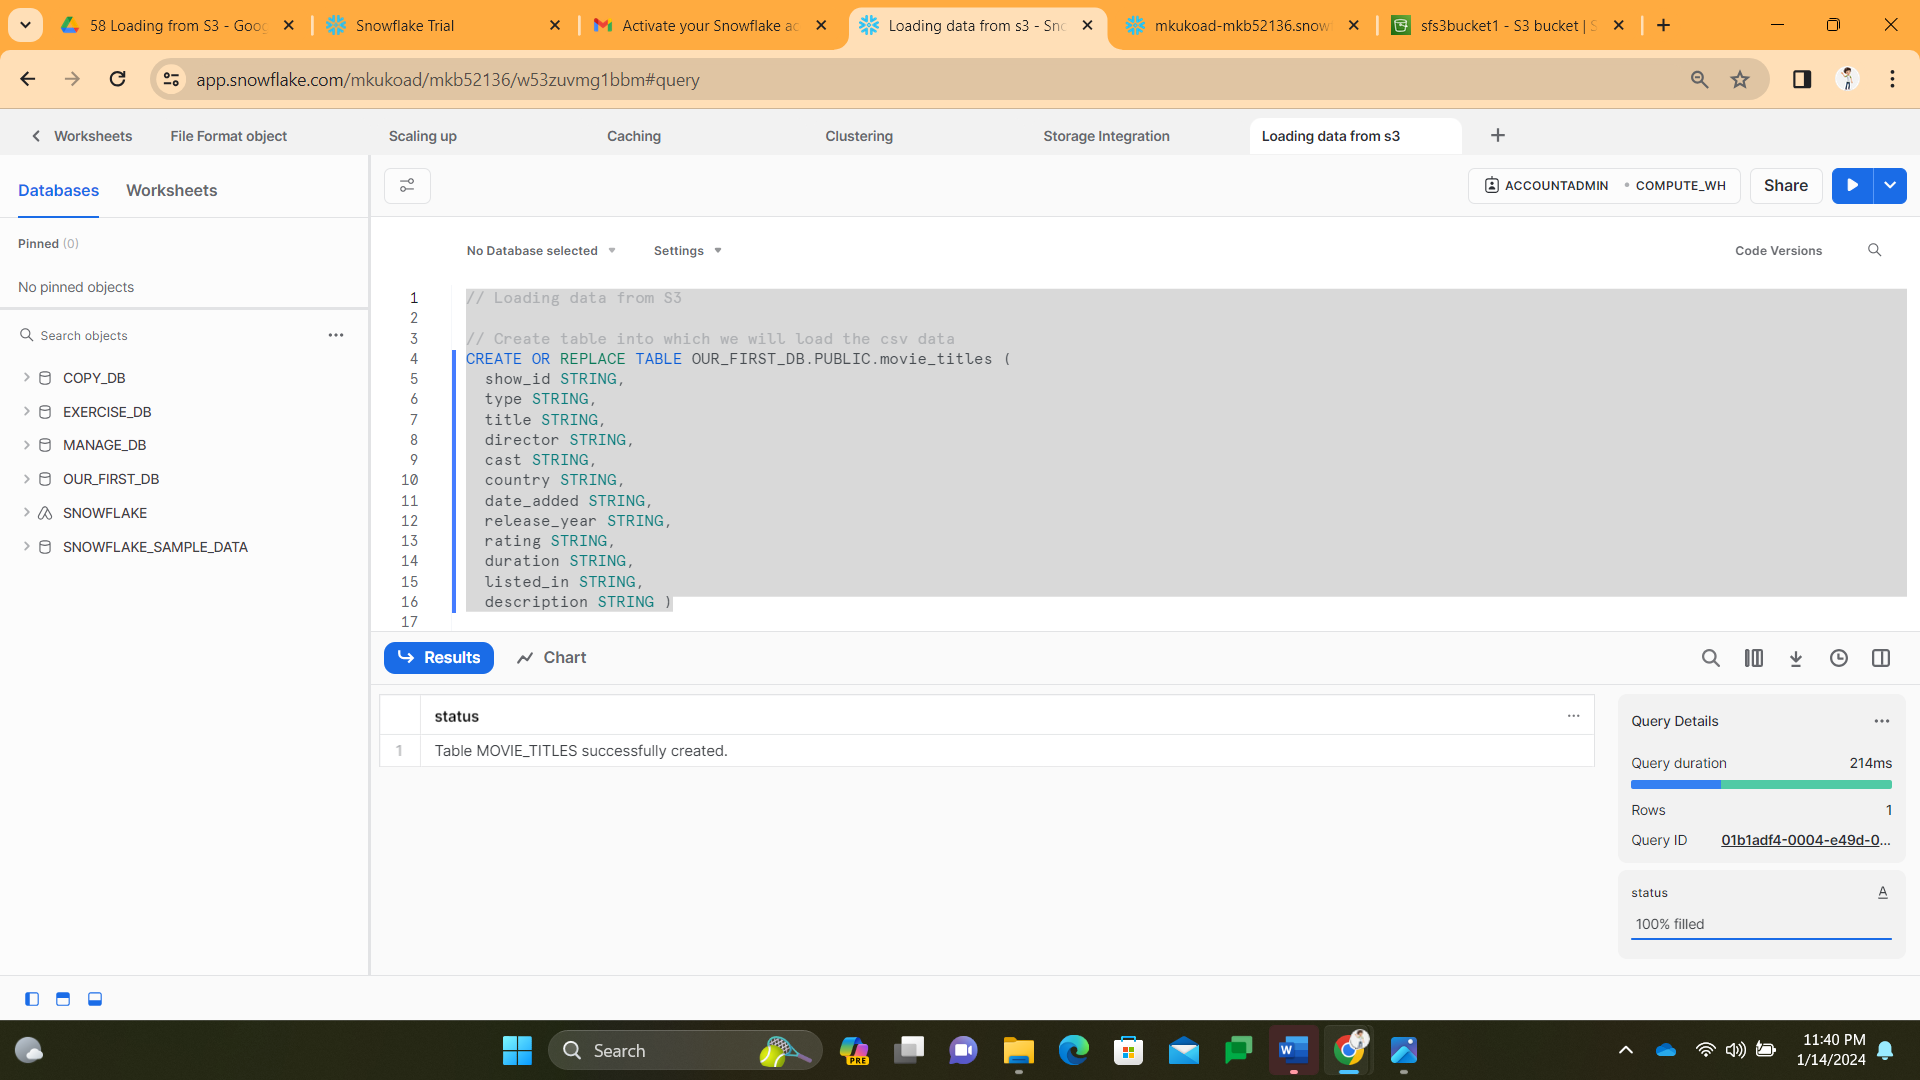 58 Loading from S3 - Goog
Snowflake Trial
Activate your Snowflake ac
Loading data from s3 - Sno
mkukoad-mkb52136.snowf
sfs3bucket1 - S3 bucket | S
app.snowflake.com/mkukoad/mkb52136/w53zuvmg1bbm#query
Worksheets
File Format object
Scaling up
Caching
Clustering
Storage Integration
Loading data from s3
Databases
Worksheets
ACCOUNTADMIN
COMPUTE_WH
Share
Pinned (0)
No pinned objects
Search objects
COPY_DB
EXERCISE_DB
MANAGE_DB
OUR_FIRST_DB
SNOWFLAKE
SNOWFLAKE_SAMPLE_DATA
No Database selected
Settings
Code Versions
1 // Loading data from S3
2
3 // Create table into which we will load the csv data
4 CREATE OR REPLACE TABLE OUR_FIRST_DB.PUBLIC.movie_titles (
5 show_id STRING,
6 type STRING,
7 title STRING,
8 director STRING,
9 cast STRING,
10 country STRING,
11 date_added STRING,
12 release_year STRING,
13 rating STRING,
14 duration STRING,
15 listed_in STRING,
16 description STRING )
17
Results
Chart
status
1 Table MOVIE_TITLES successfully created.
Query Details
Query duration 214ms
Rows 1
Query ID 01b1adf4-0004-e49d-0...
status A
100% filled
Search
PRE
W
11:40 PM
1/14/2024